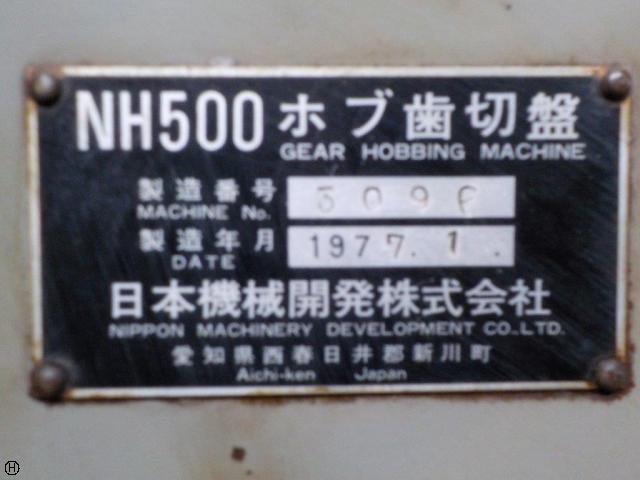 NH500 ホブ歯切盤
GEAR HOBBING MACHINE
製造番号
MACHINE No.
製造年月 1977. 1 .
DATE
日本機械開発株式会社
NIPPON MACHINERY DEVELOPMENT CO.,LTD.
愛知県西春日井郡新川町
Aichi-ken Japan
H